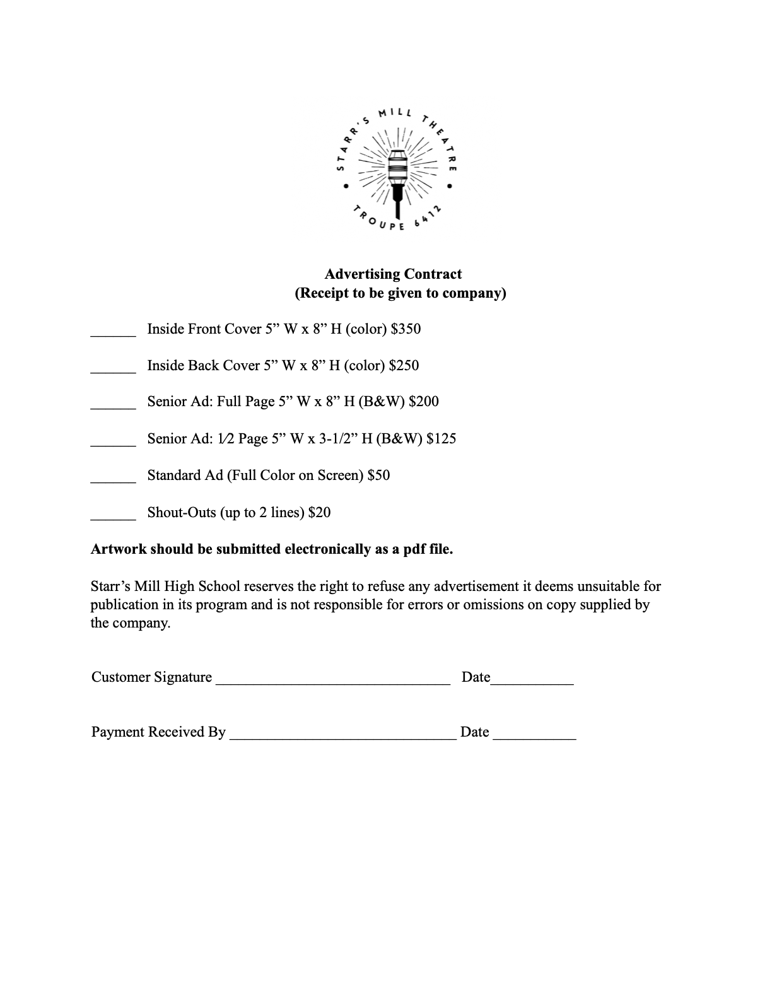 STARR'S MILL THEATRE
TROUPE 6412
Advertising Contract
(Receipt to be given to company)
______ Inside Front Cover 5” W x 8” H (color) $350
______ Inside Back Cover 5” W x 8” H (color) $250
______ Senior Ad: Full Page 5” W x 8” H (B&W) $200
______ Senior Ad: 1⁄2 Page 5” W x 3-1/2” H (B&W) $125
______ Standard Ad (Full Color on Screen) $50
______ Shout-Outs (up to 2 lines) $20
Artwork should be submitted electronically as a pdf file.
Starr’s Mill High School reserves the right to refuse any advertisement it deems unsuitable for
publication in its program and is not responsible for errors or omissions on copy supplied by
the company.
Customer Signature _______________________________ Date___________
Payment Received By ______________________________ Date ___________